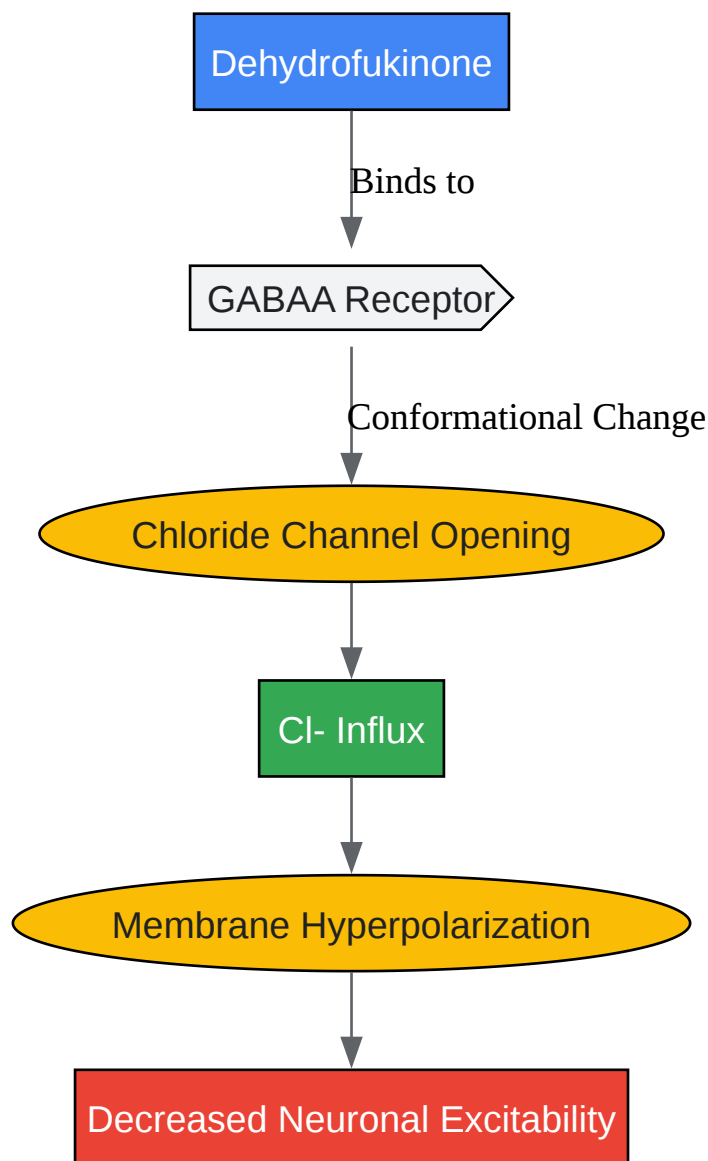 Dehydrofukinone
Binds to
GABAA Receptor
Conformational Change
Chloride Channel Opening
Cl- Influx
Membrane Hyperpolarization
Decreased Neuronal Excitability